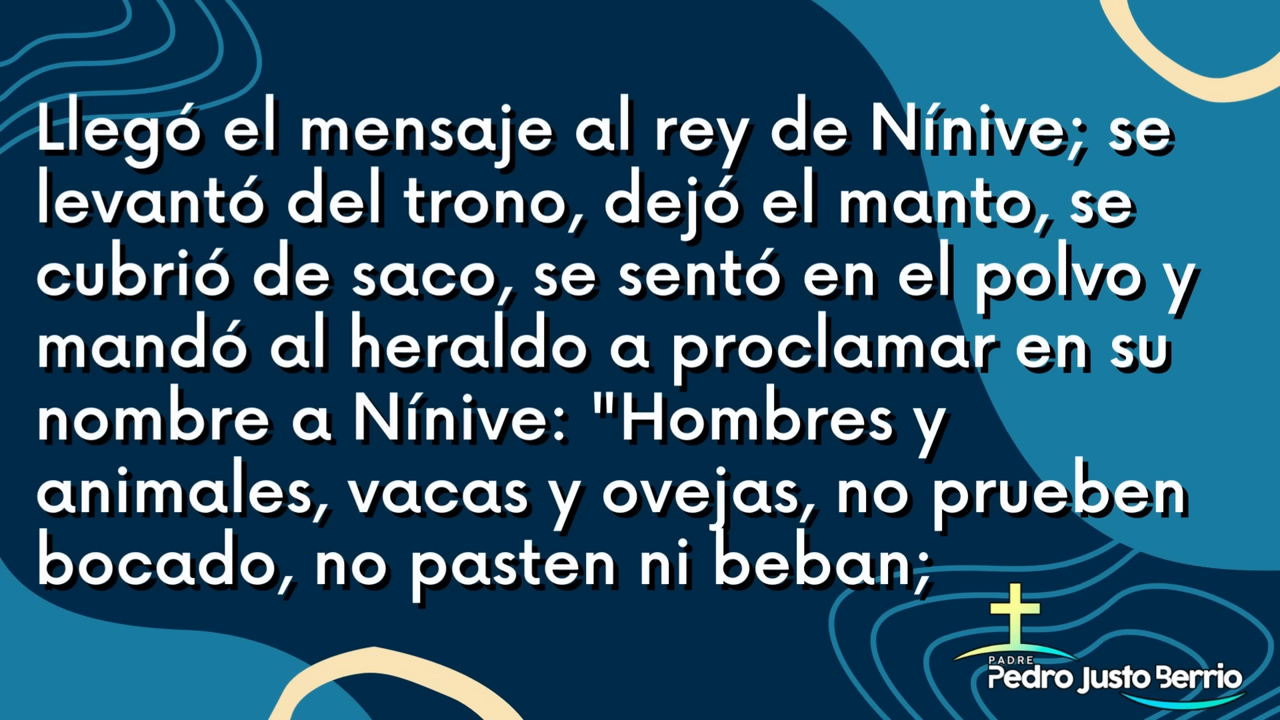 Llegó el mensaje al rey de Nínive; se
levantó del trono, dejó el manto, se
cubrió de saco, se sentó en el polvo y
mandó al heraldo a proclamar en su
nombre a Nínive: "Hombres y
animales, vacas y ovejas, no prueben
bocado, no pasten ni beban;
PADRE
Pedro Justo Berrio